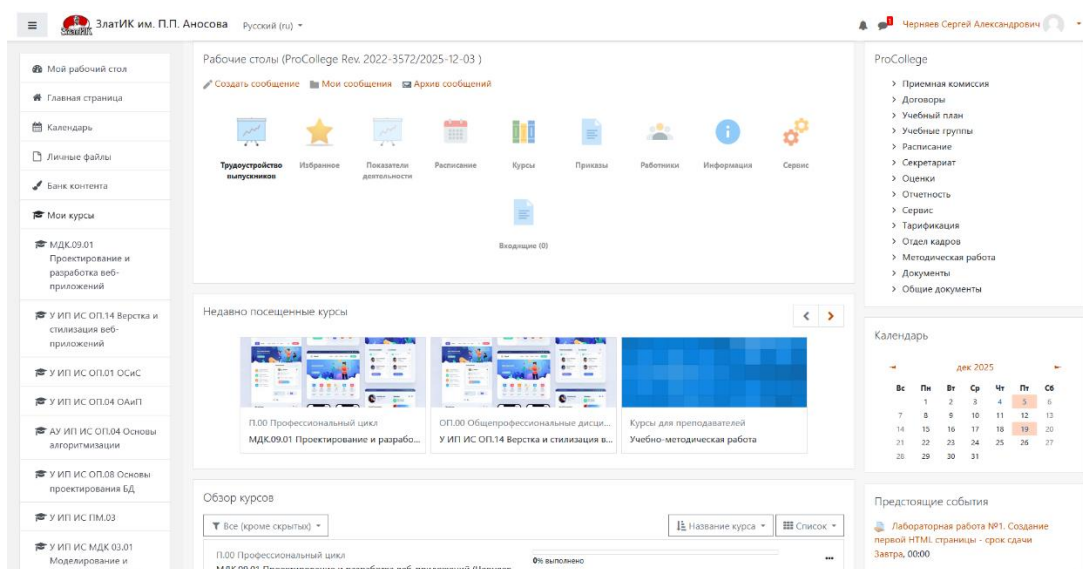 ЗлатИК им. П.П. Аносова
Русский (ru)
Черняев Сергей Александрович
Мой рабочий стол
Главная страница
Календарь
Личные файлы
Банк контента
Мои курсы
МДК.09.01
Проектирование и
разработка веб-
приложений
У ИП ИС ОП.14 Верстка и
стилизация веб-
приложений
У ИП ИС ОП.01 ОСиС
У ИП ИС ОП.04 ОАиП
АУ ИП ИС ОП.04 Основы
алгоритмизации
У ИП ИС ОП.08 Основы
проектирования БД
У ИП ИС ПМ.03
У ИП ИС МДК 03.01
Моделирование и
Рабочие столы (ProCollege Rev. 2022-3572/2025-12-03 )
Создать сообщение Мои сообщения Архив сообщений
Трудоустройство
выпускников
Избранное
Показатели
деятельности
Расписание
Курсы
Приказы
Работники
Информация
Сервис
Входящие (0)
Недавно посещенные курсы
П.00 Профессиональный цикл
МДК.09.01 Проектирование и разрабо...
ОП.00 Общепрофессиональные дисци...
У ИП ИС ОП.14 Верстка и стилизация в...
Курсы для преподавателей
Учебно-методическая работа
Обзор курсов
Все (кроме скрытых)
Название курса
Список
П.00 Профессиональный цикл
МДК.09.01 Проектирование и разработка веб-приложений (Черняев
0% выполнено
ProCollege
Приемная комиссия
Договоры
Учебный план
Учебные группы
Расписание
Секретариат
Оценки
Отчетность
Сервис
Тарификация
Отдел кадров
Методическая работа
Документы
Общие документы
Календарь
дек 2025
Вс Пн Вт Ср Чт Пт Сб
1 2 3 4 5 6
7 8 9 10 11 12 13
14 15 16 17 18 19 20
21 22 23 24 25 26 27
28 29 30 31
Предстоящие события
Лабораторная работа №1. Создание
первой HTML страницы - срок сдачи
Завтра, 00:00